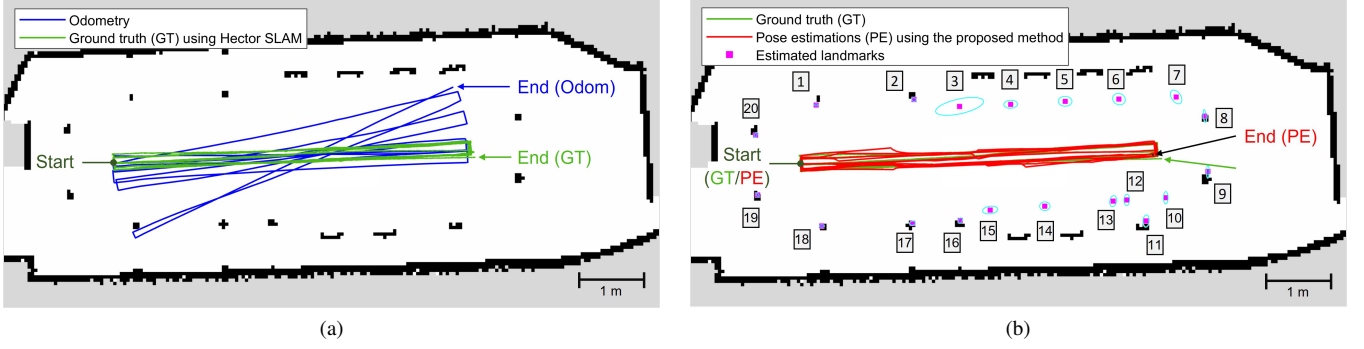 Odometry
Ground truth (GT) using Hector SLAM
End (Odom)
Start
End (GT)
1 m
(a)
Ground truth (GT)
Pose estimations (PE) using the proposed method
Estimated landmarks
1 2 3 4 5 6 7
20
8
End (PE)
Start
(GT/PE)
12
9
19
18 17 16 15 14 13 10
11
1 m
(b)